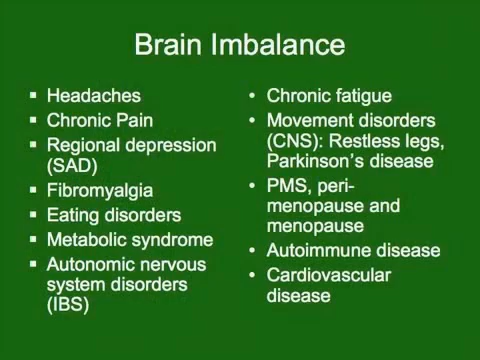 Brain Imbalance
▪ Headaches
▪ Chronic Pain
▪ Regional depression
(SAD)
▪ Fibromyalgia
▪ Eating disorders
▪ Metabolic syndrome
▪ Autonomic nervous
system disorders
(IBS)
• Chronic fatigue
• Movement disorders
(CNS): Restless legs,
Parkinson's disease
• PMS, peri-
menopause and
menopause
• Autoimmune disease
• Cardiovascular
disease